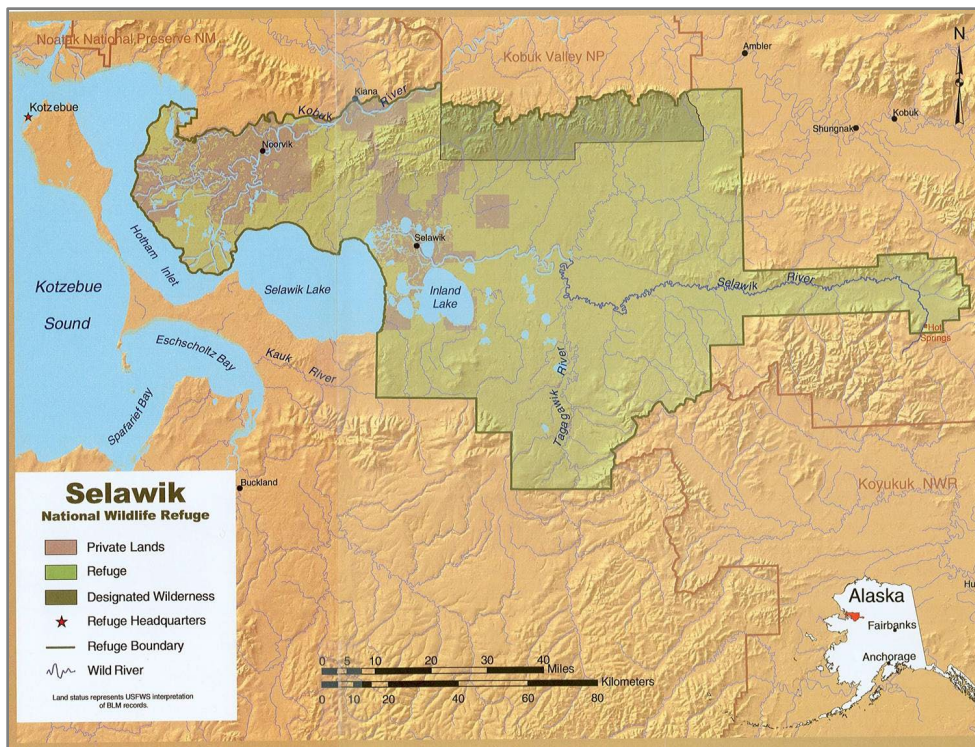 Noatak National Preserve NM
Kobuk Valley NP
Ambler
N
Kotzebue
Kiana
Kobuk
River
Kobuk
Shungnak
Noorvik
Selawik
Hotham
Inlet
Selawik
River
Kotzebue
Sound
Selawik Lake
Inland
Lake
Hot
Springs
Eschscholtz Bay
Kauk
River
Tagagawik River
Spafarief Bay
Buckland
Koyukuk NWR
Selawik
National Wildlife Refuge
Private Lands
Refuge
Designated Wilderness
Refuge Headquarters
Refuge Boundary
Wild River
Land status represents USFWS interpretation
of BLM records.
0 5 10 20 30 40
Miles
Kilometers
0 10 20 40 60 80
Alaska
Hu
Fairbanks
Anchorage